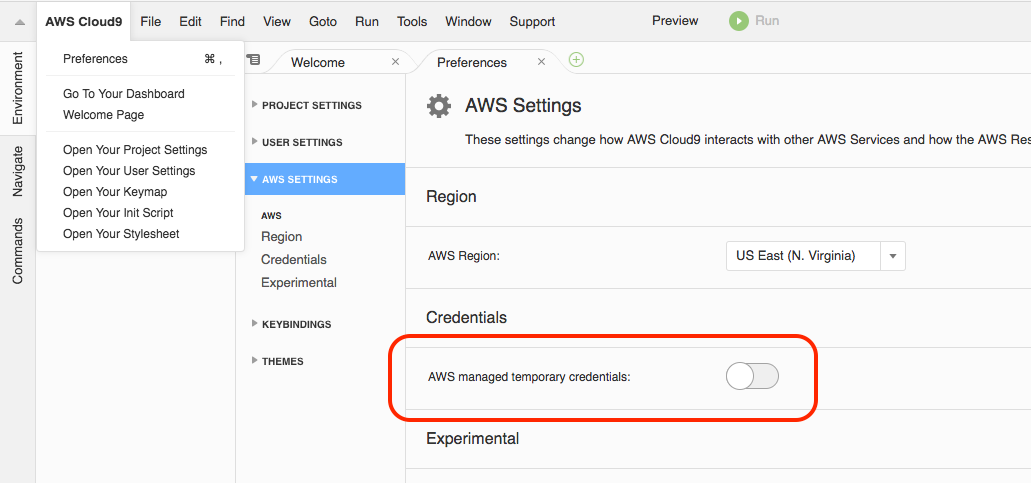 AWS Cloud9 File Edit Find View Goto Run Tools Window Support Preview Run
Environment
Navigate
Commands
Preferences ⌘ ,
Go To Your Dashboard
Welcome Page
Open Your Project Settings
Open Your User Settings
Open Your Keymap
Open Your Init Script
Open Your Stylesheet
Welcome
Preferences
PROJECT SETTINGS
USER SETTINGS
AWS SETTINGS
AWS
Region
Credentials
Experimental
KEYBINDINGS
THEMES
AWS Settings
These settings change how AWS Cloud9 interacts with other AWS Services and how the AWS Res
Region
AWS Region: US East (N. Virginia)
Credentials
AWS managed temporary credentials:
Experimental